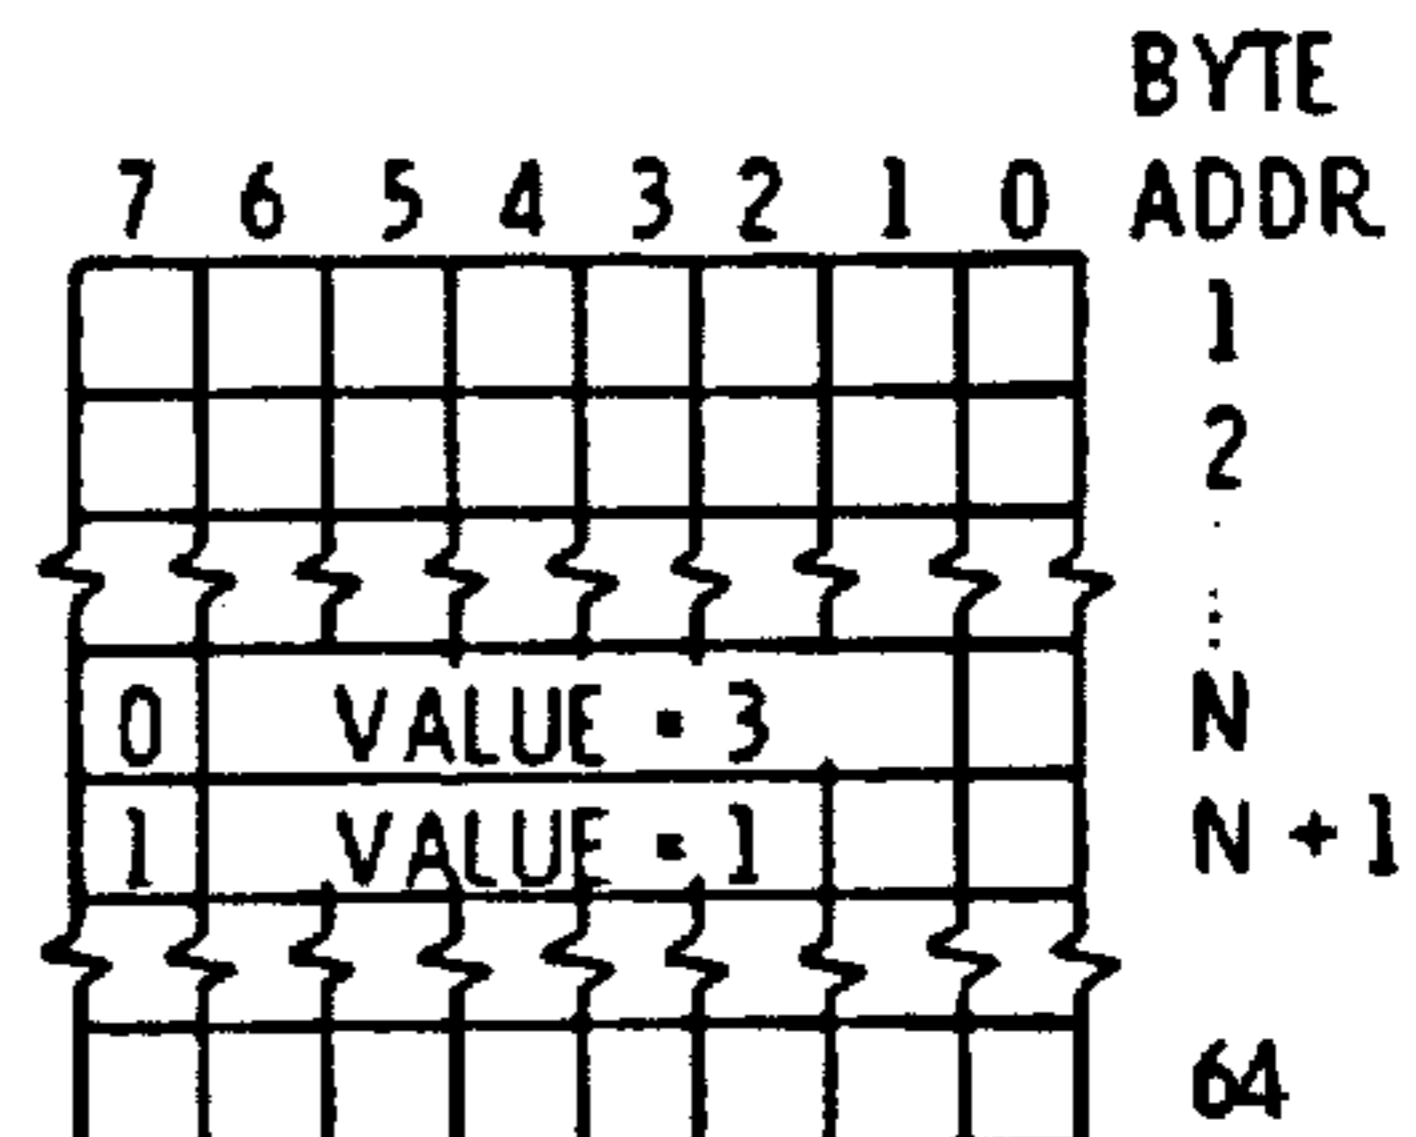 BYTE
7 6 5 4 3 2 1 0 ADDR
1
2
0 VALUE = 3 N
1 VALUE = 1 N + 1
64